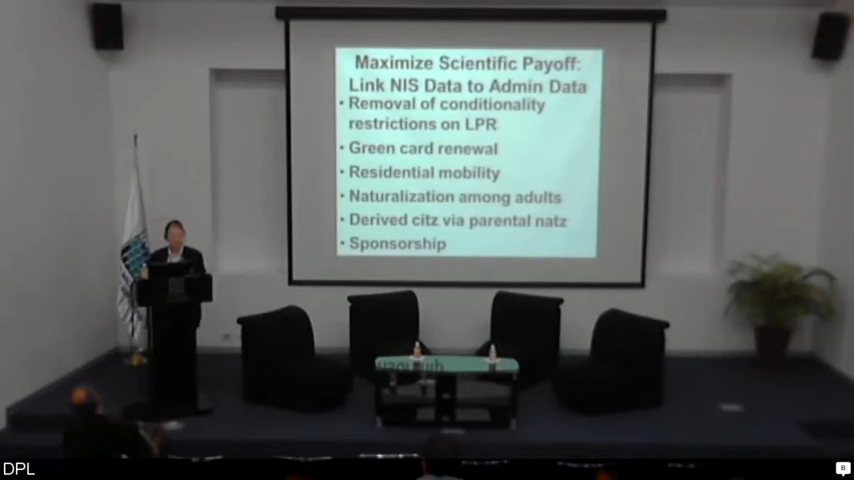 Maximize Scientific Payoff:
Link NIS Data to Admin Data
• Removal of conditionality
restrictions on LPR
• Green card renewal
• Residential mobility
• Naturalization among adults
• Derived citz via parental natz
• Sponsorship
DPL